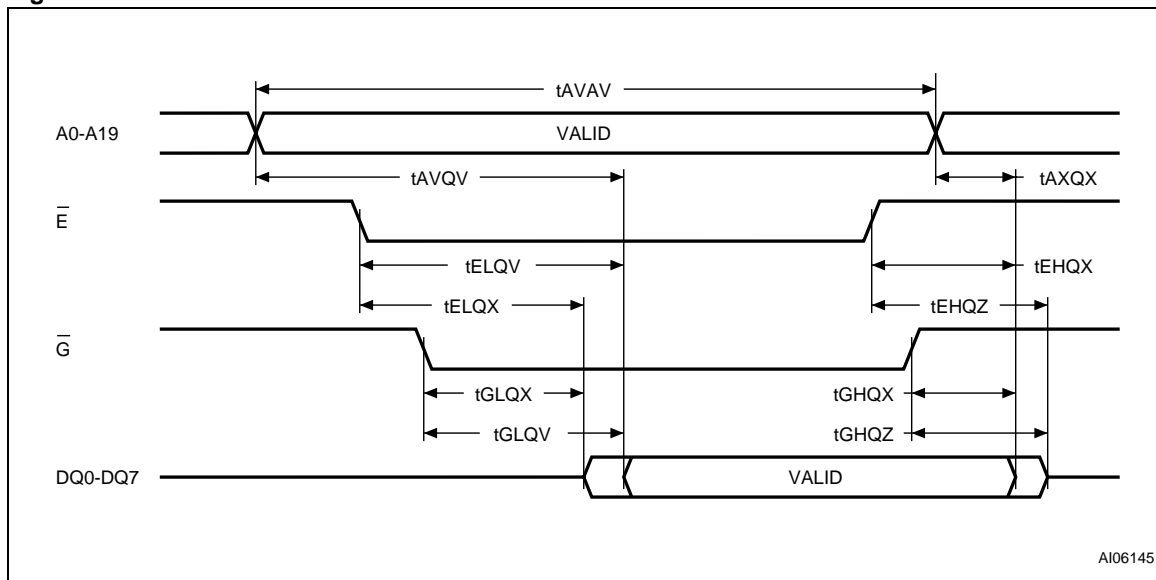 tAVAV
A0-A19
VALID
tAVQV
tAXQX
E
tELQV
tEHQX
tELQX
tEHQZ
G
tGLQX
tGHQX
tGLQV
tGHQZ
DQ0-DQ7
VALID
AI06145